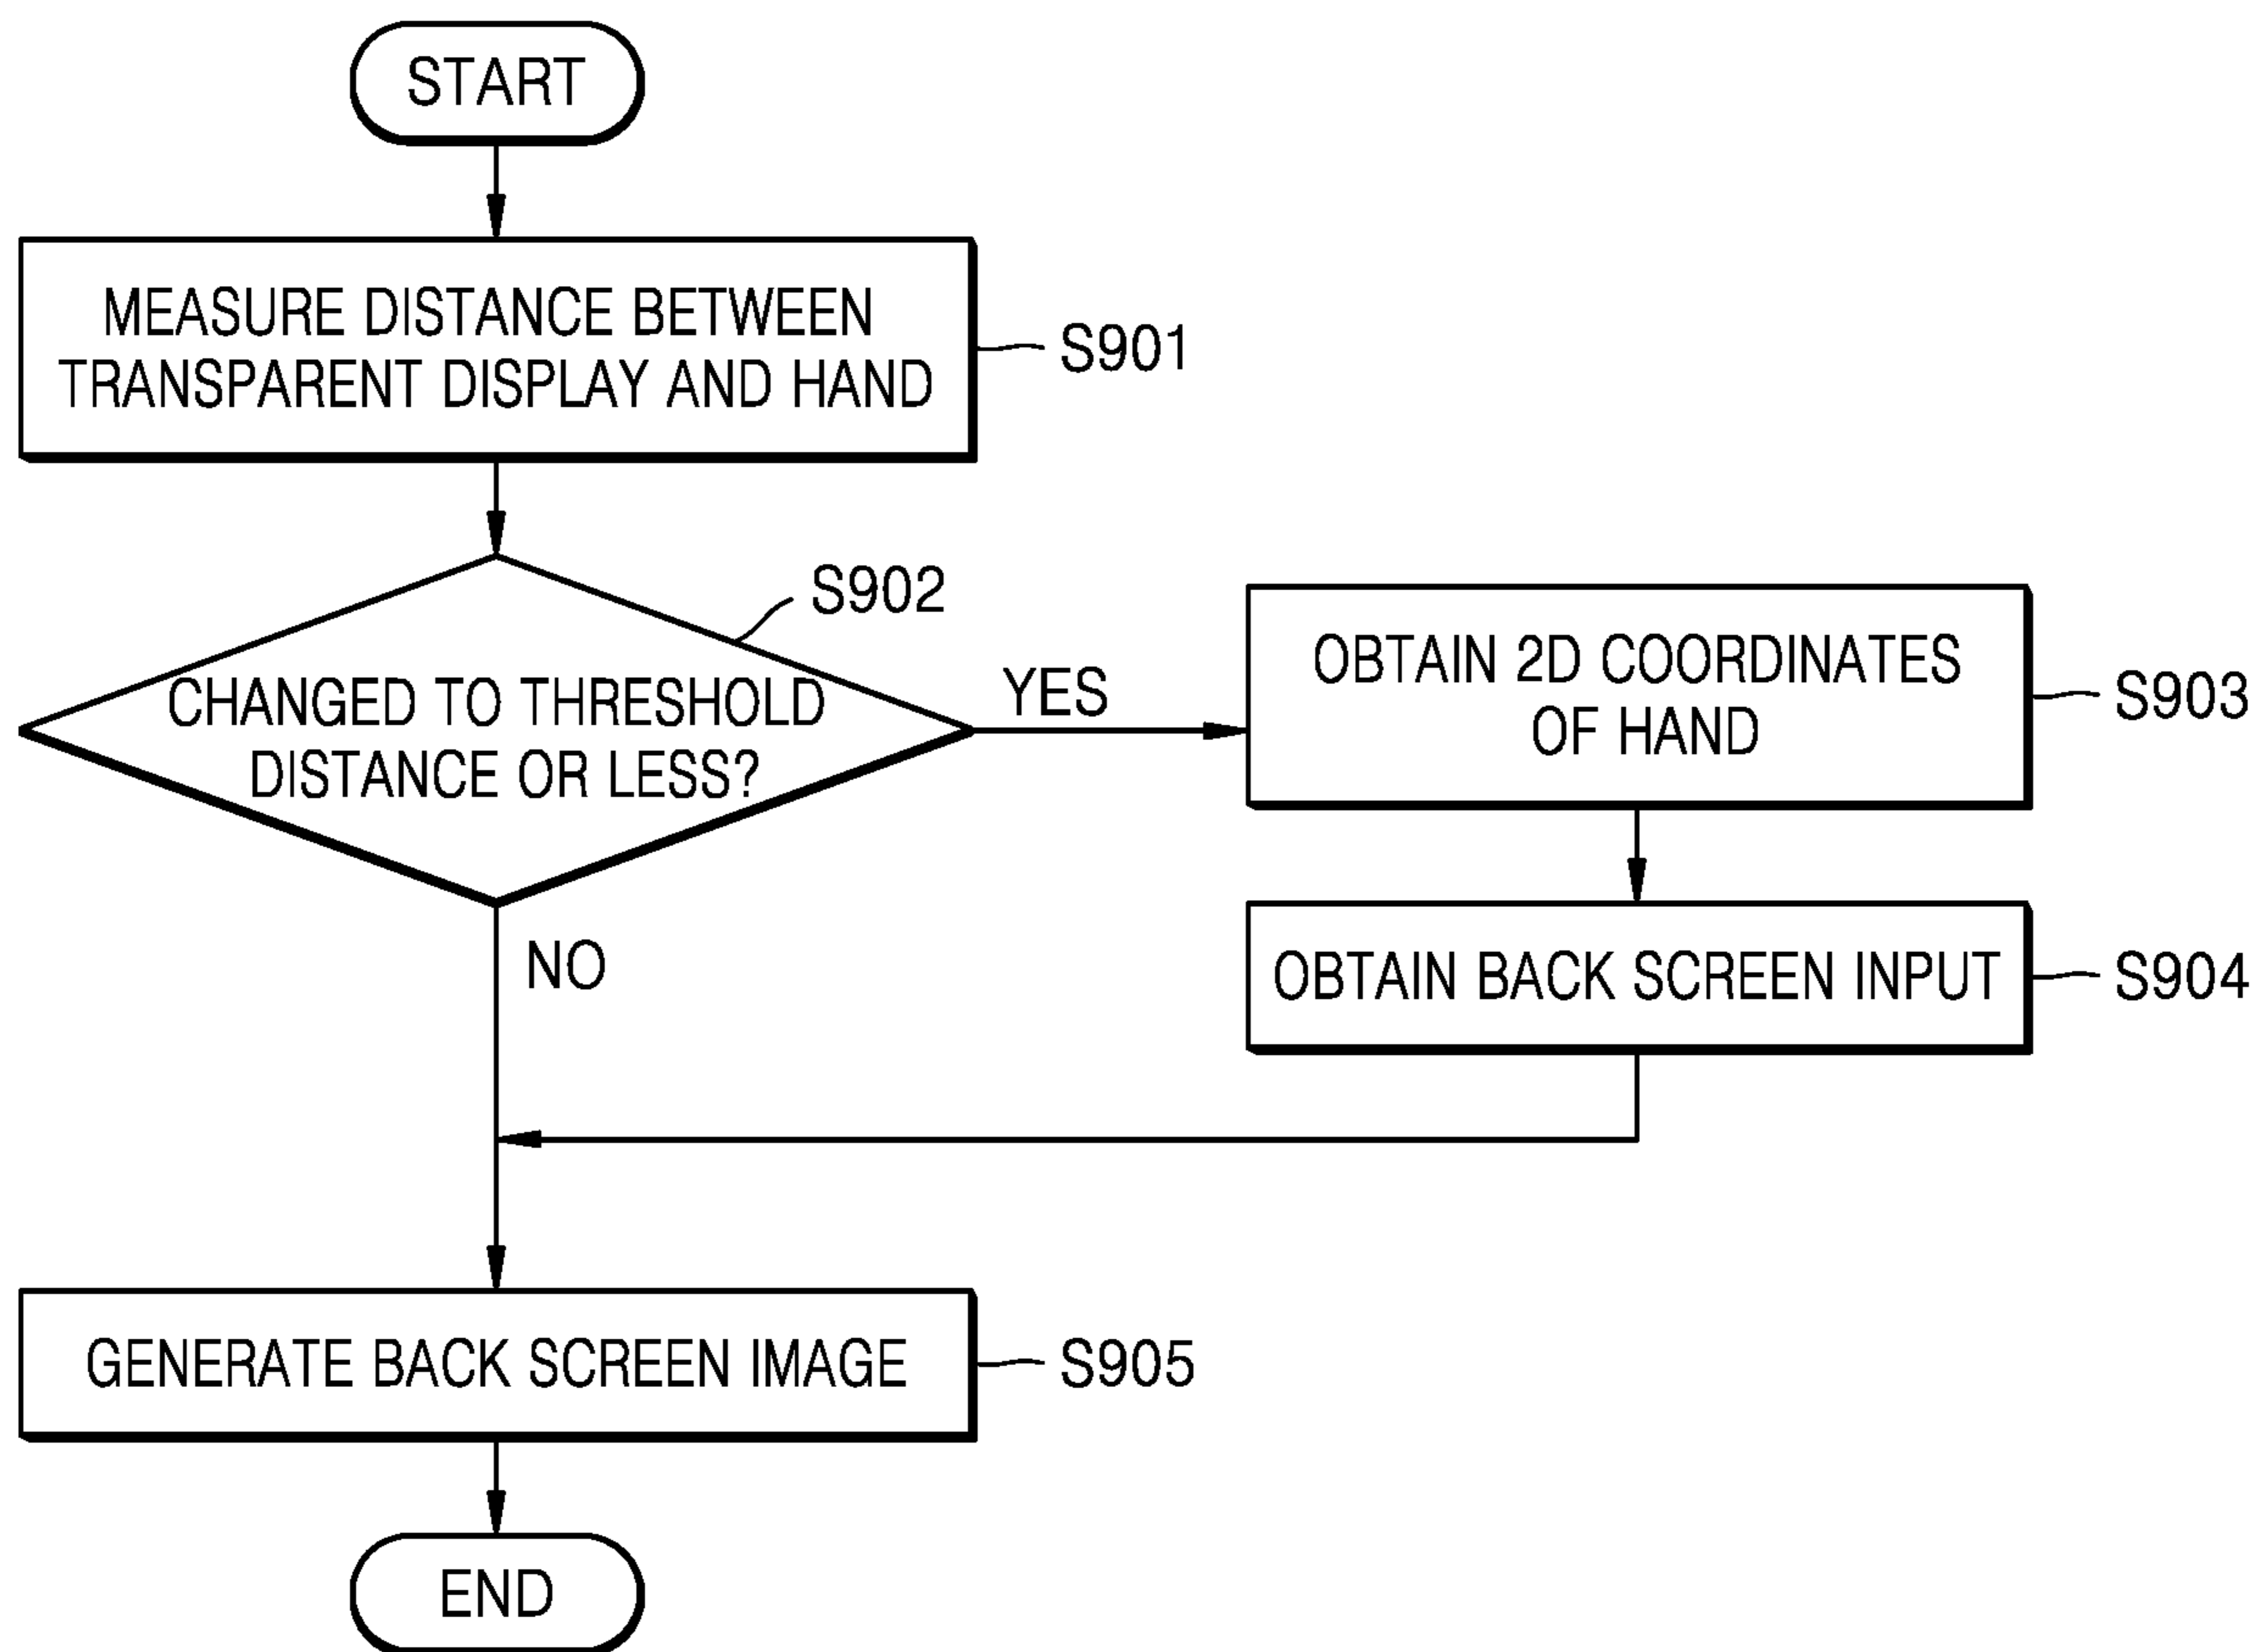 START
MEASURE DISTANCE BETWEEN
TRANSPARENT DISPLAY AND HAND
S901
S902
CHANGED TO THRESHOLD
DISTANCE OR LESS?
YES
OBTAIN 2D COORDINATES
OF HAND
S903
NO
OBTAIN BACK SCREEN INPUT
S904
GENERATE BACK SCREEN IMAGE
S905
END